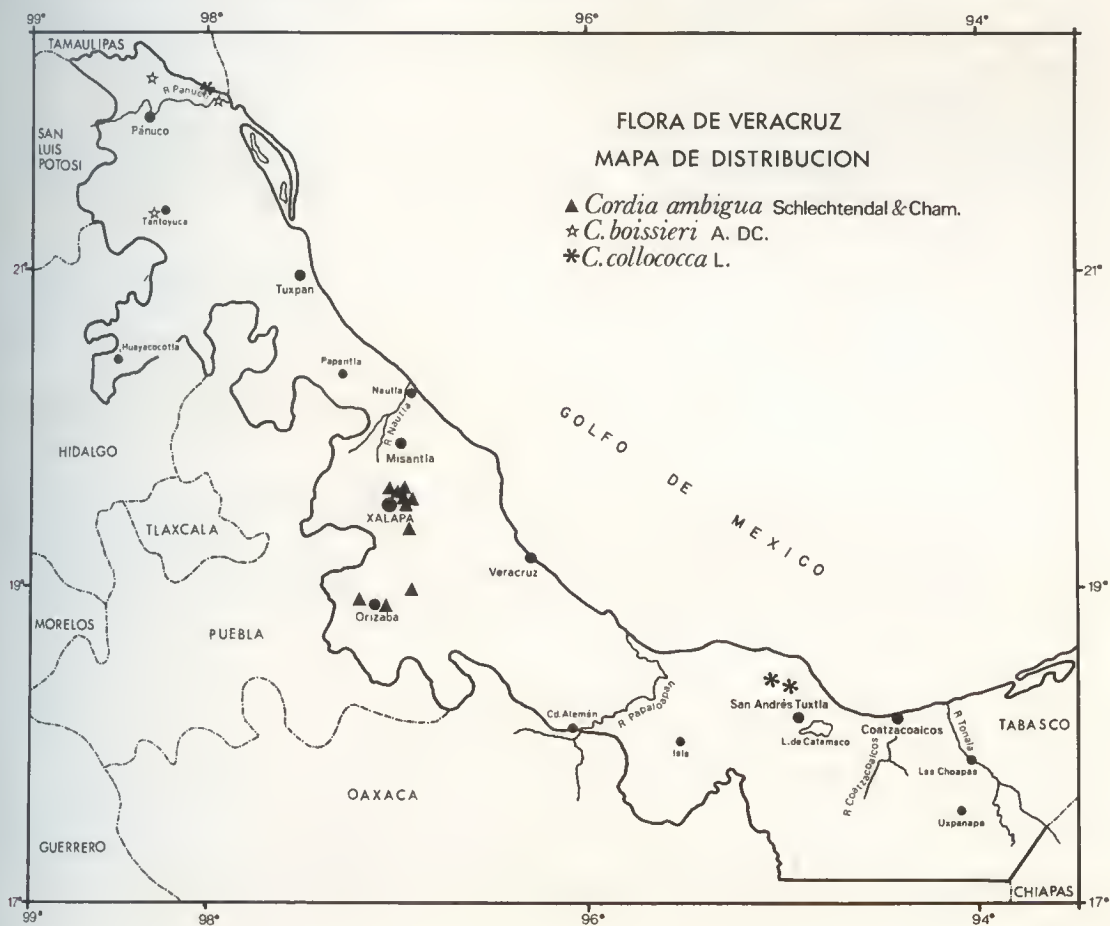 99° 98° 96° 94°
TAMAULIPAS
R Panuco
Pánuco
SAN
LUIS
POTOSI
FLORA DE VERACRUZ
MAPA DE DISTRIBUCION
▲ Cordia ambigua Schlechtendal & Cham.
☆ C. boissieri A. DC.
* C. collococca L.
Tantoyuca
21° 21°
Tuxpan
Huayacocotla
Papantla
Nautla
R Nautla
Misantla
GOLFO DE MEXICO
HIDALGO
XALAPA
TLAXCALA
Veracruz
19° 19°
Orizaba
MORELOS
PUEBLA
San Andrés Tuxtla
R Papaloapan
Cd. Alemán
L. de Catemaco
Coatzacoalcos
R Tonala
TABASCO
Isla
R Coatzacoalcos
Las Choapas
OAXACA
Uxpanapa
GUERRERO
CHIAPAS
17° 17°
99° 98° 96° 94°